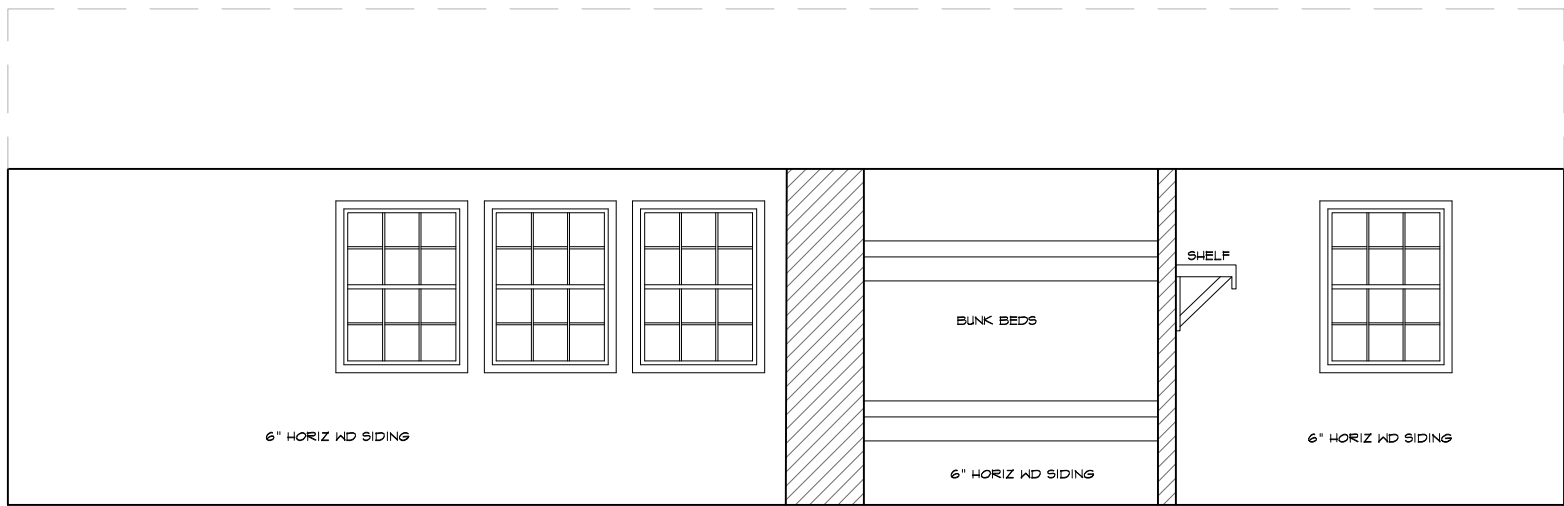 SHELF
BUNK BEDS
6" HORIZ WD SIDING
6" HORIZ WD SIDING
6" HORIZ WD SIDING